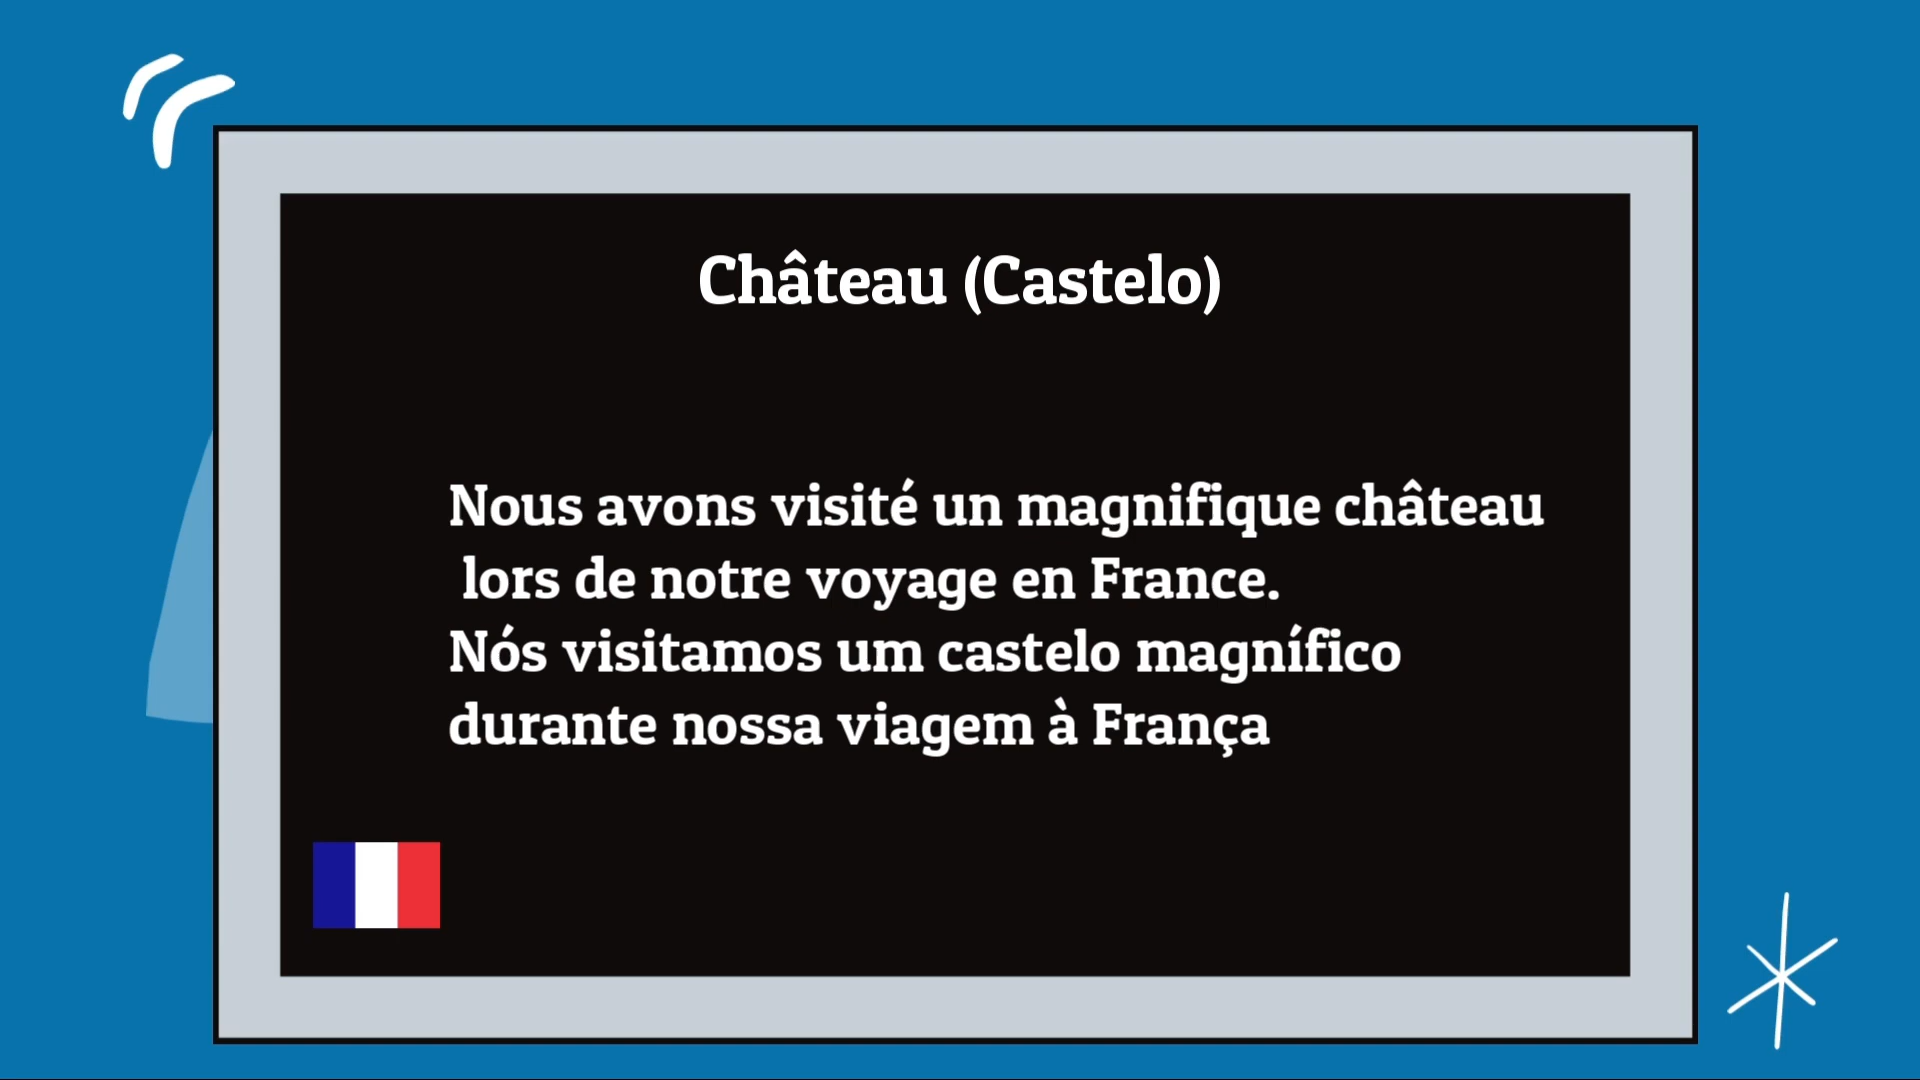 Château (Castelo)
Nous avons visité un magnifique château
lors de notre voyage en France.
Nós visitamos um castelo magnífico
durante nossa viagem à França